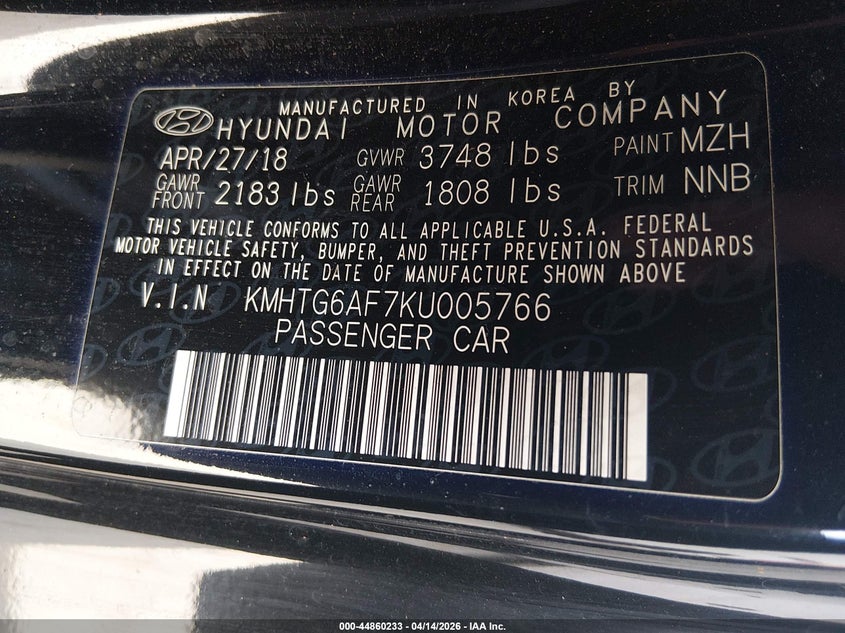 MANUFACTURED IN KOREA BY
HYUNDAI MOTOR COMPANY
APR/27/18 GVWR 3748 lbs PAINT MZH
GAWR FRONT 2183 lbs GAWR REAR 1808 lbs TRIM NNB
THIS VEHICLE CONFORMS TO ALL APPLICABLE U.S.A. FEDERAL
MOTOR VEHICLE SAFETY, BUMPER, AND THEFT PREVENTION STANDARDS
IN EFFECT ON THE DATE OF MANUFACTURE SHOWN ABOVE
V.I.N. KMHTG6AF7KU005766
PASSENGER CAR
000-44860233 - 04/14/2026 - IAA Inc.